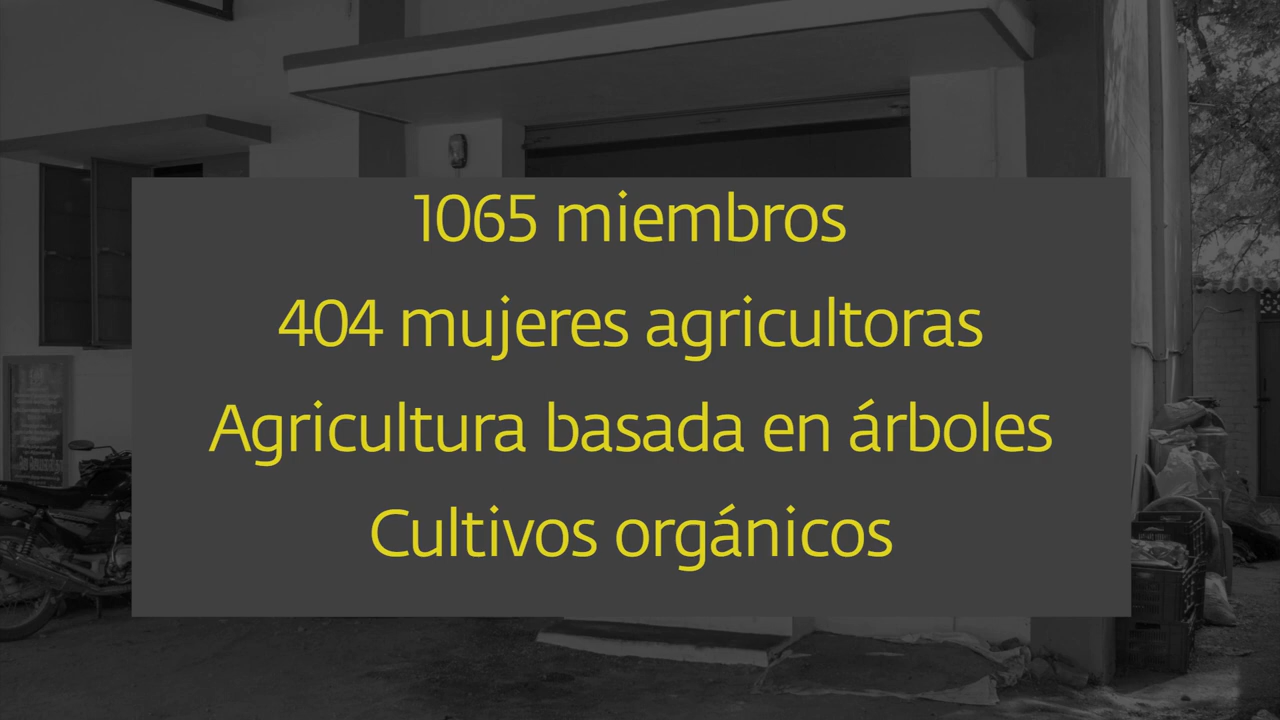 1065 miembros
404 mujeres agricultoras
Agricultura basada en árboles
Cultivos orgánicos